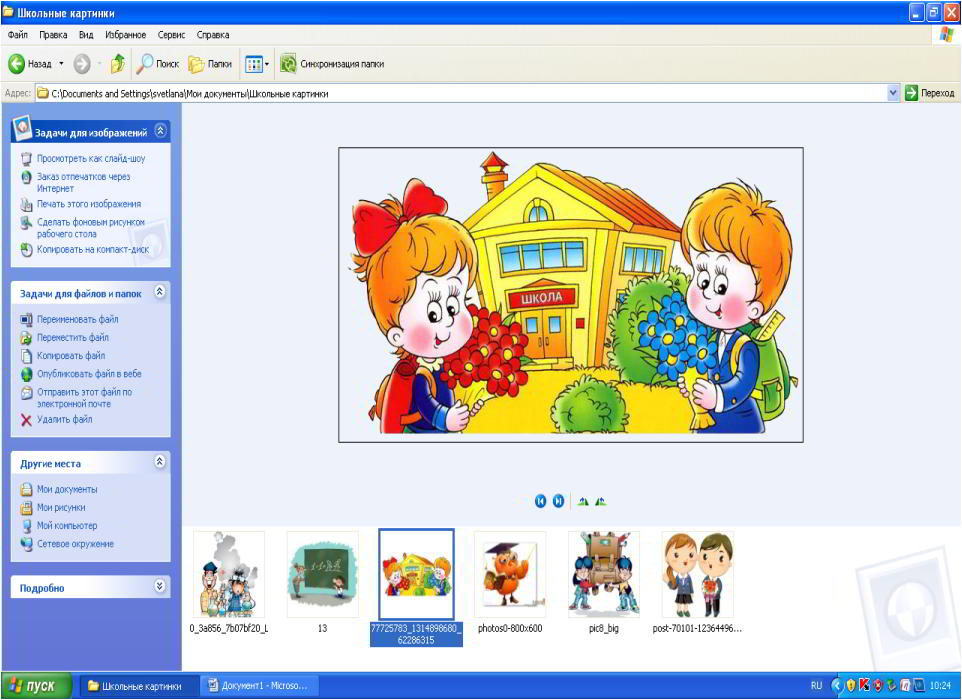 Школьные картинки
Файл Правка Вид Избранное Сервис Справка
Назад Поиск Папки Синхронизация папки
Адрес: C:\Documents and Settings\svetlana\Мои документы\Школьные картинки Переход
Задачи для изображений
Просмотреть как слайд-шоу
Заказ отпечатков через
Интернет
Печать этого изображения
Сделать фоновым рисунком
рабочего стола
Копировать на компакт-диск
Задачи для файлов и папок
Переименовать файл
Переместить файл
Копировать файл
Опубликовать файл в вебе
Отправить этот файл по
электронной почте
Удалить файл
Другие места
Мои документы
Мои рисунки
Мой компьютер
Сетевое окружение
Подробно
ШКОЛА
0_3a856_7b07bf20_L 13 77725783_1314898680_ photos0-800x600 pic8_big post-70101-12364496...
62286315
пуск Школьные картинки Документ1 - Microso... RU 10:24